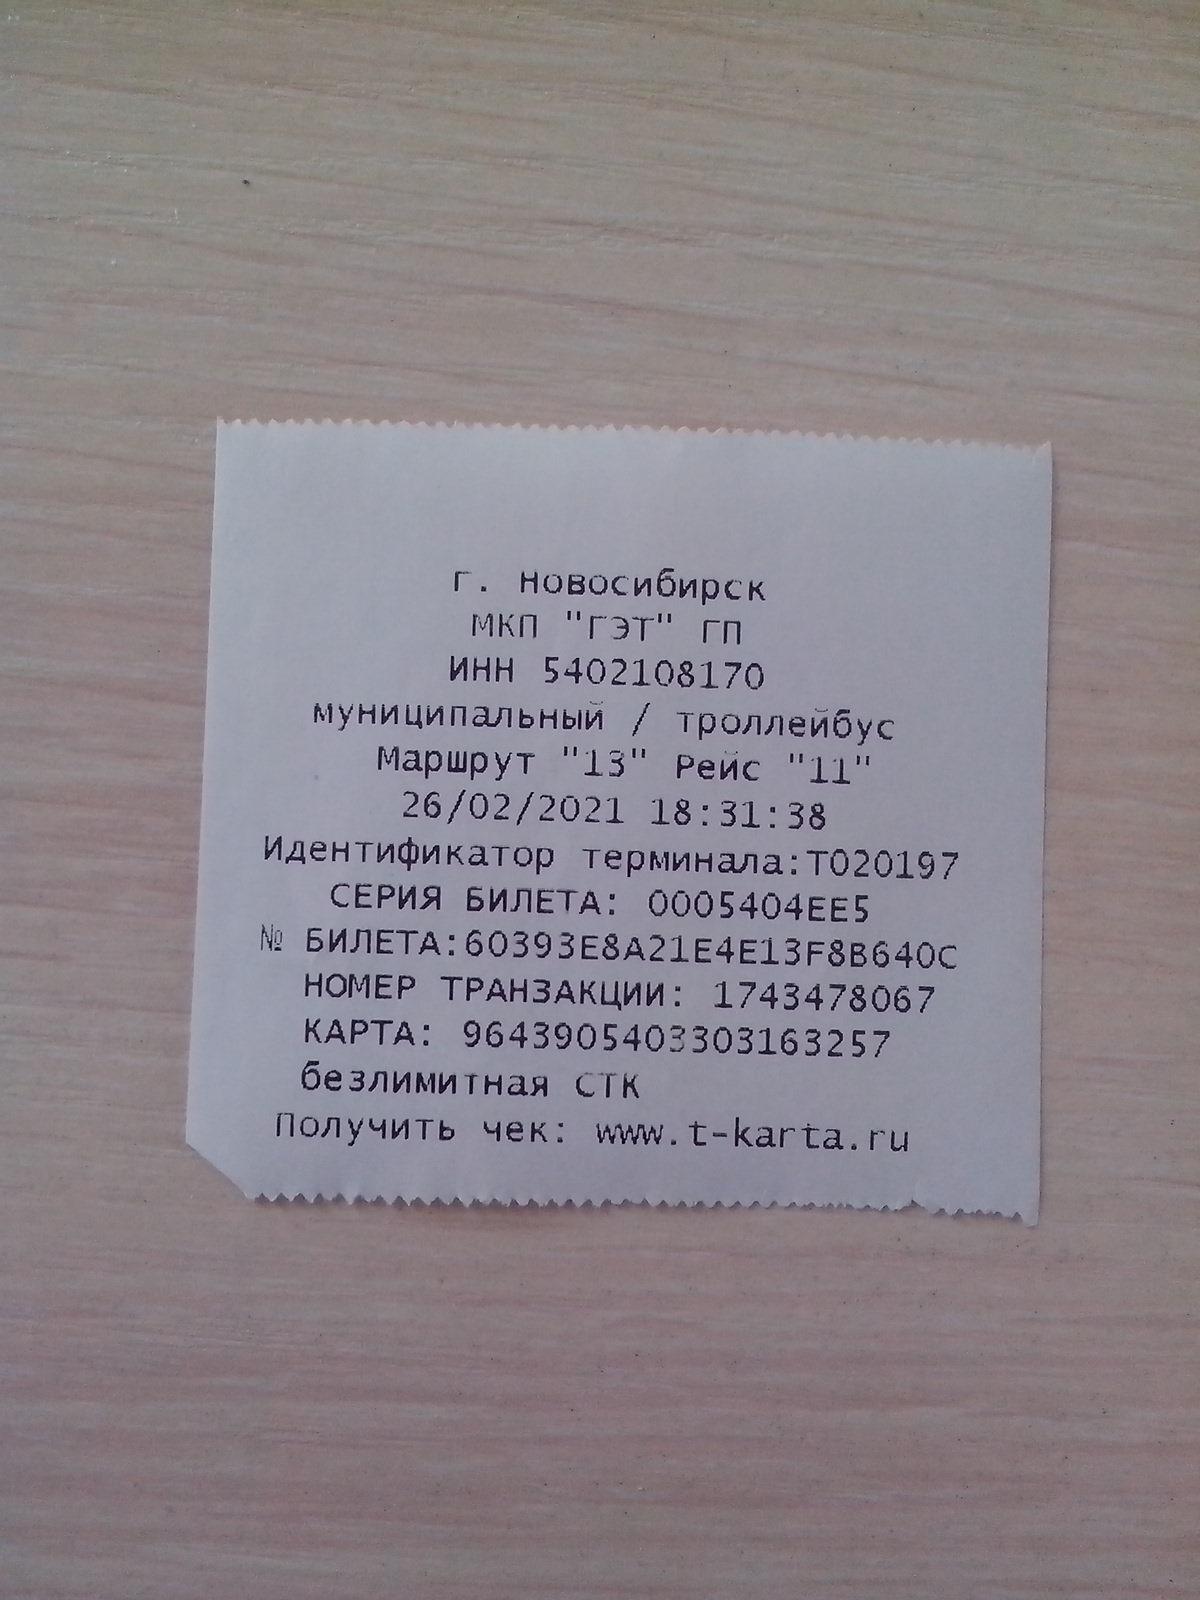 г. Новосибирск
МКП "ГЭТ" ГП
ИНН 5402108170
муниципальный / троллейбус
Маршрут "13" Рейс "11"
26/02/2021 18:31:38
Идентификатор терминала:T020197
СЕРИЯ БИЛЕТА: 0005404EE5
№ БИЛЕТА:60393E8A21E4E13F8B640C
НОМЕР ТРАНЗАКЦИИ: 1743478067
КАРТА: 9643905403303163257
безлимитная СТК
Получить чек: www.t-karta.ru